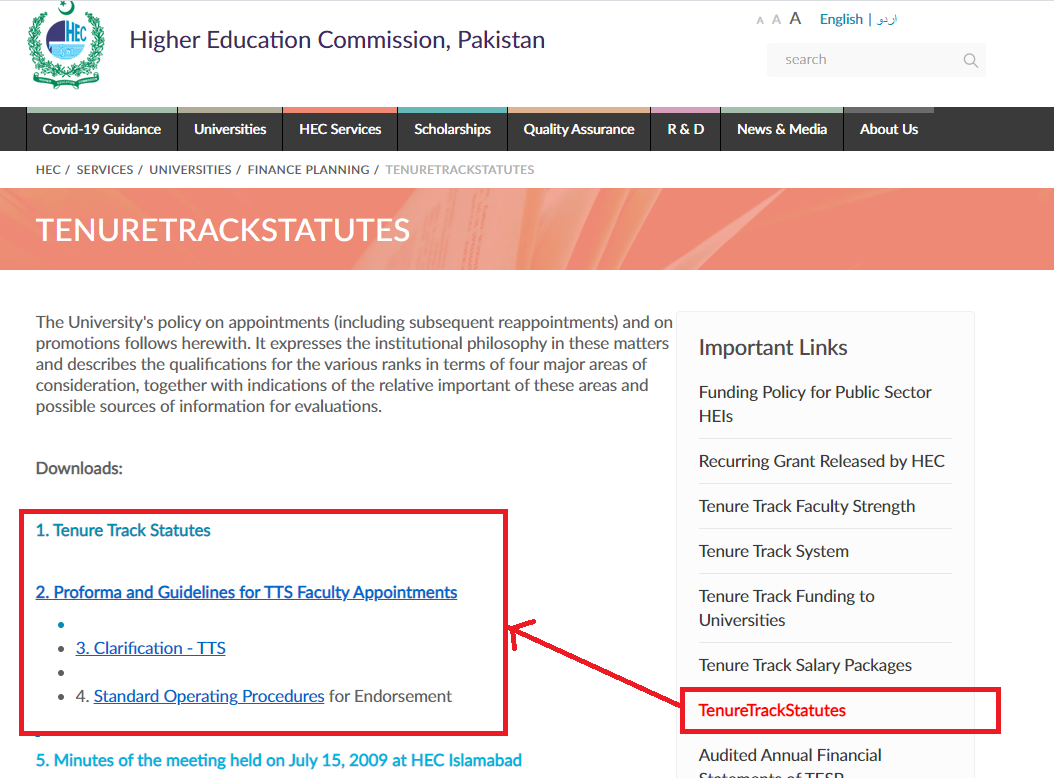 HEC
Higher Education Commission, Pakistan
A A A
English | اردو
search
Covid-19 Guidance
Universities
HEC Services
Scholarships
Quality Assurance
R & D
News & Media
About Us
HEC / SERVICES / UNIVERSITIES / FINANCE PLANNING / TENURETRACKSTATUTES
TENURETRACKSTATUTES
The University's policy on appointments (including subsequent reappointments) and on
promotions follows herewith. It expresses the institutional philosophy in these matters
and describes the qualifications for the various ranks in terms of four major areas of
consideration, together with indications of the relative important of these areas and
possible sources of information for evaluations.
Downloads:
1. Tenure Track Statutes
2. Proforma and Guidelines for TTS Faculty Appointments
3. Clarification - TTS
4. Standard Operating Procedures for Endorsement
5. Minutes of the meeting held on July 15, 2009 at HEC Islamabad
Important Links
Funding Policy for Public Sector
HEIs
Recurring Grant Released by HEC
Tenure Track Faculty Strength
Tenure Track System
Tenure Track Funding to
Universities
Tenure Track Salary Packages
TenureTrackStatutes
Audited Annual Financial
Statements of TESP